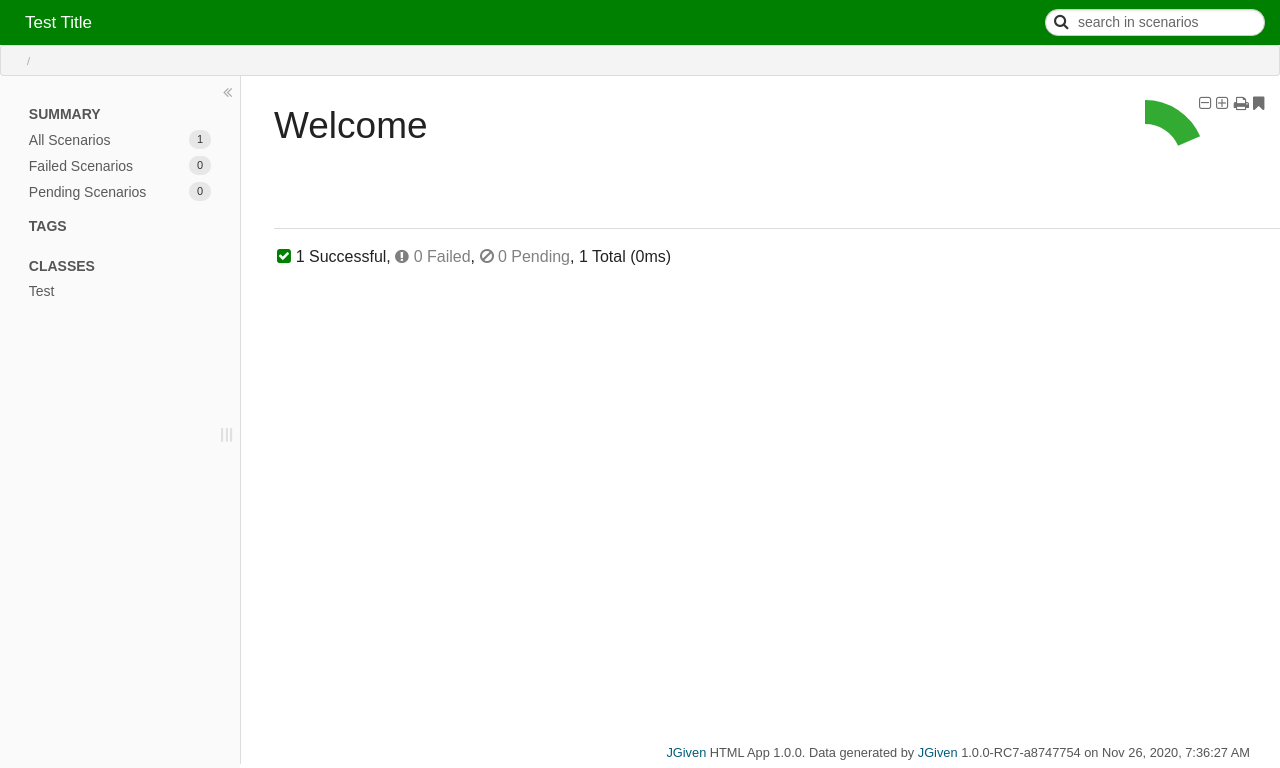 Test Title
search in scenarios
/
SUMMARY
All Scenarios 1
Failed Scenarios 0
Pending Scenarios 0
TAGS
CLASSES
Test
Welcome
1 Successful, 0 Failed, 0 Pending, 1 Total (0ms)
JGiven HTML App 1.0.0. Data generated by JGiven 1.0.0-RC7-a8747754 on Nov 26, 2020, 7:36:27 AM